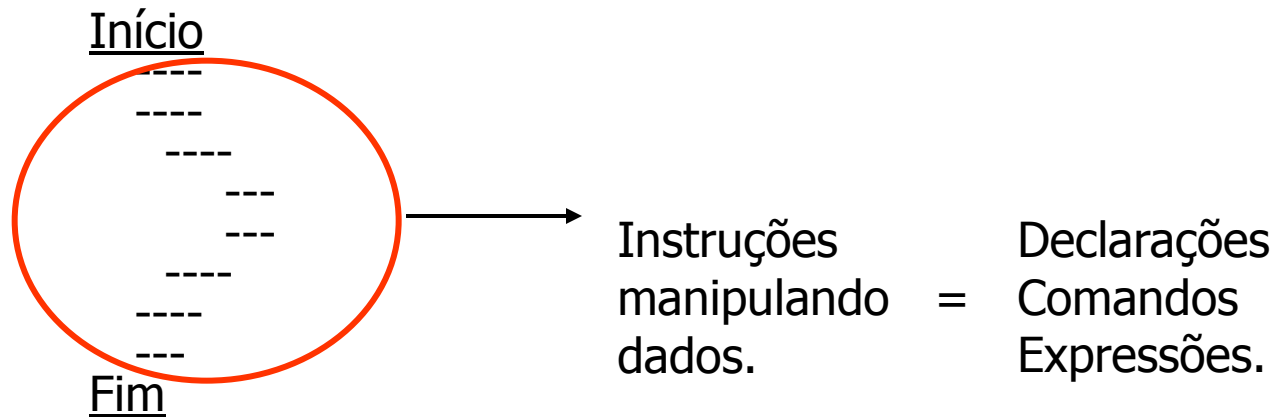 Início
----
----
----
---
---
----
----
---
Fim
Instruções
manipulando
dados.
=
Declarações
Comandos
Expressões.